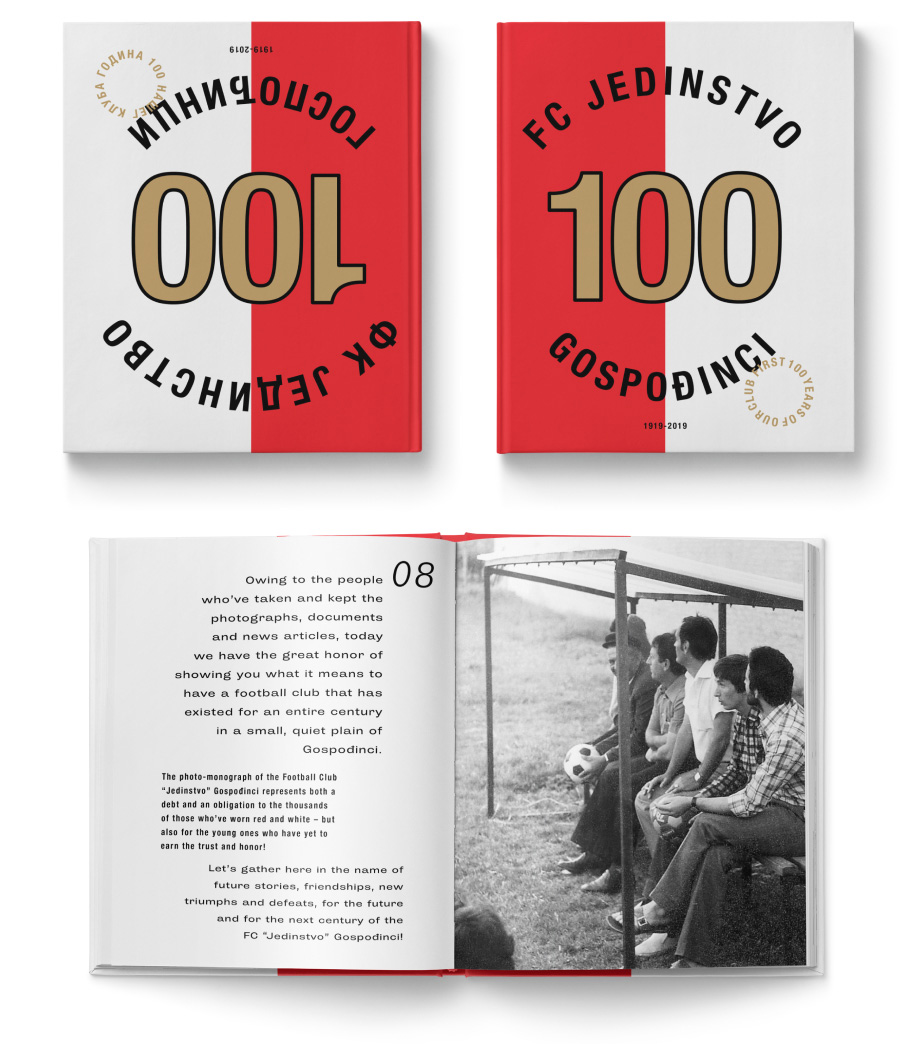 ФК ЈЕДИНСТВО
100
ГОСПОЂИНЦИ
1919-2019
ГОДИНА 100 НАШЕГ КЛУБА
FC JEDINSTVO
100
GOSPOĐINCI
1919-2019
FIRST 100 YEARS OF OUR CLUB
08
Owing to the people
who’ve taken and kept the
photographs, documents
and news articles, today
we have the great honor of
showing you what it means to
have a football club that has
existed for an entire century
in a small, quiet plain of
Gospođinci.
The photo-monograph of the Football Club
“Jedinstvo” Gospođinci represents both a
debt and an obligation to the thousands
of those who’ve worn red and white – but
also for the young ones who have yet to
earn the trust and honor!
Let’s gather here in the name of
future stories, friendships, new
triumphs and defeats, for the future
and for the next century of the
FC “Jedinstvo” Gospođinci!